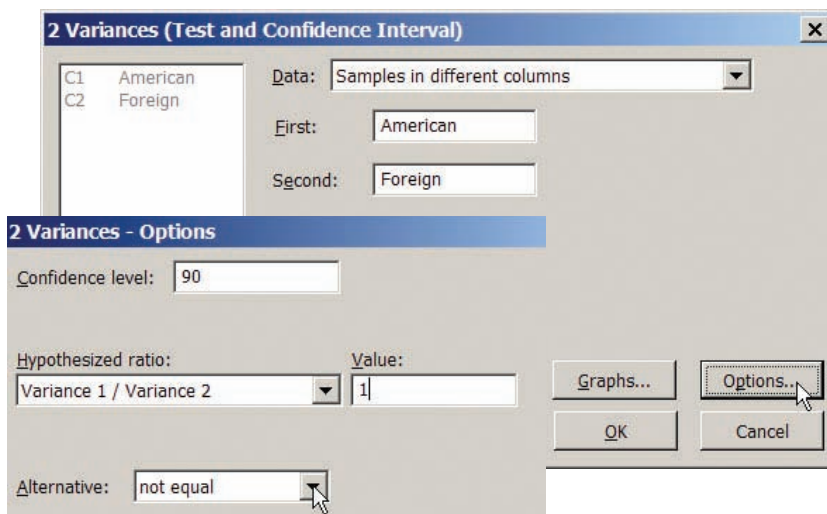 2 Variances (Test and Confidence Interval)
C1 American
C2 Foreign
Data: Samples in different columns
First: American
Second: Foreign
2 Variances - Options
Confidence level: 90
Hypothesized ratio: Value:
Variance 1 / Variance 2 1
Alternative: not equal
Graphs... Options...
OK Cancel